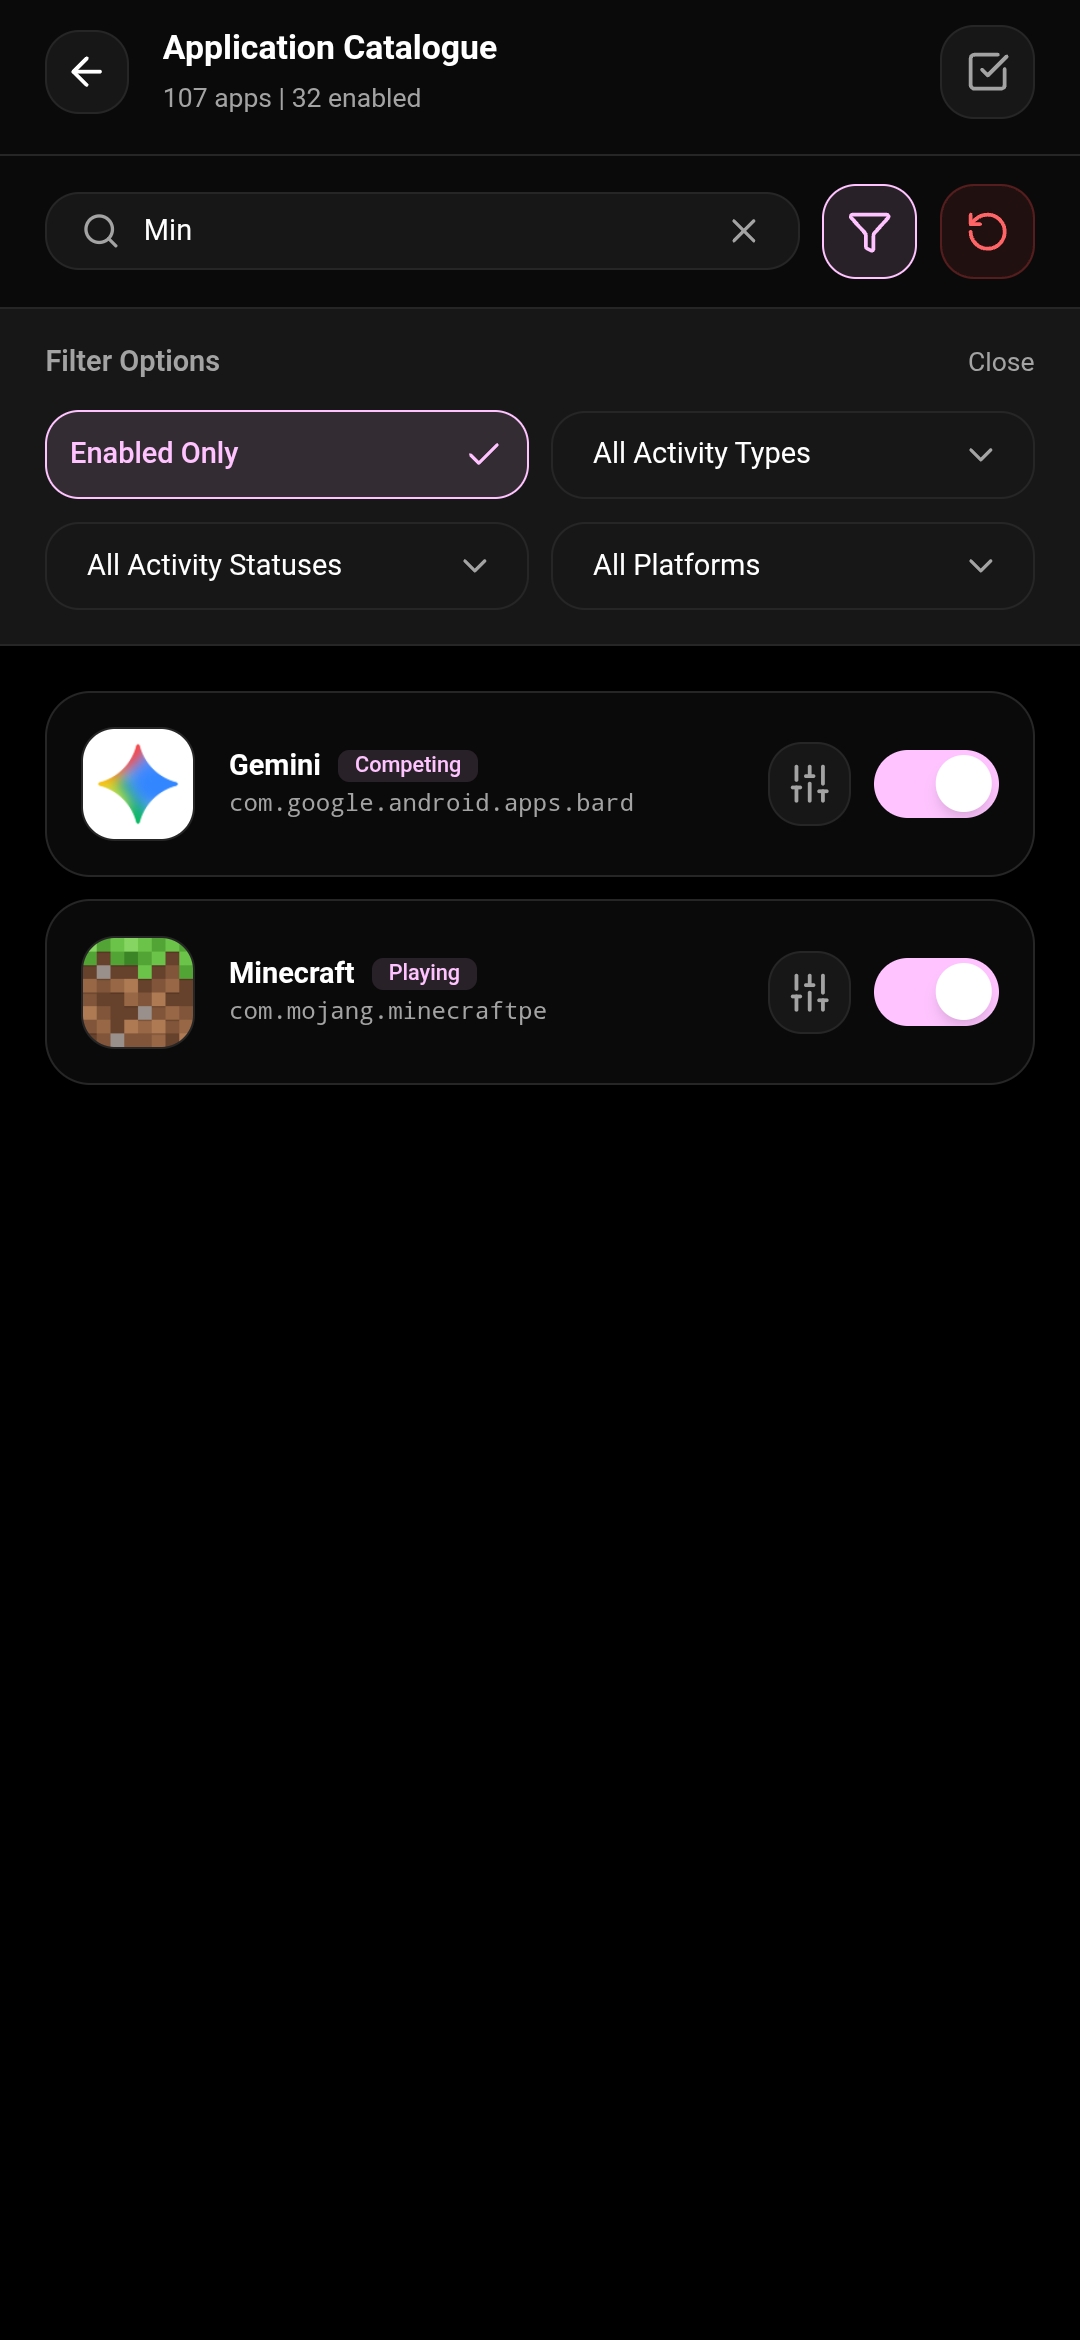 Application Catalogue
107 apps | 32 enabled
Min
Filter Options
Close
Enabled Only
All Activity Types
All Activity Statuses
All Platforms
Gemini
Competing
com.google.android.apps.bard
Minecraft
Playing
com.mojang.minecraftpe